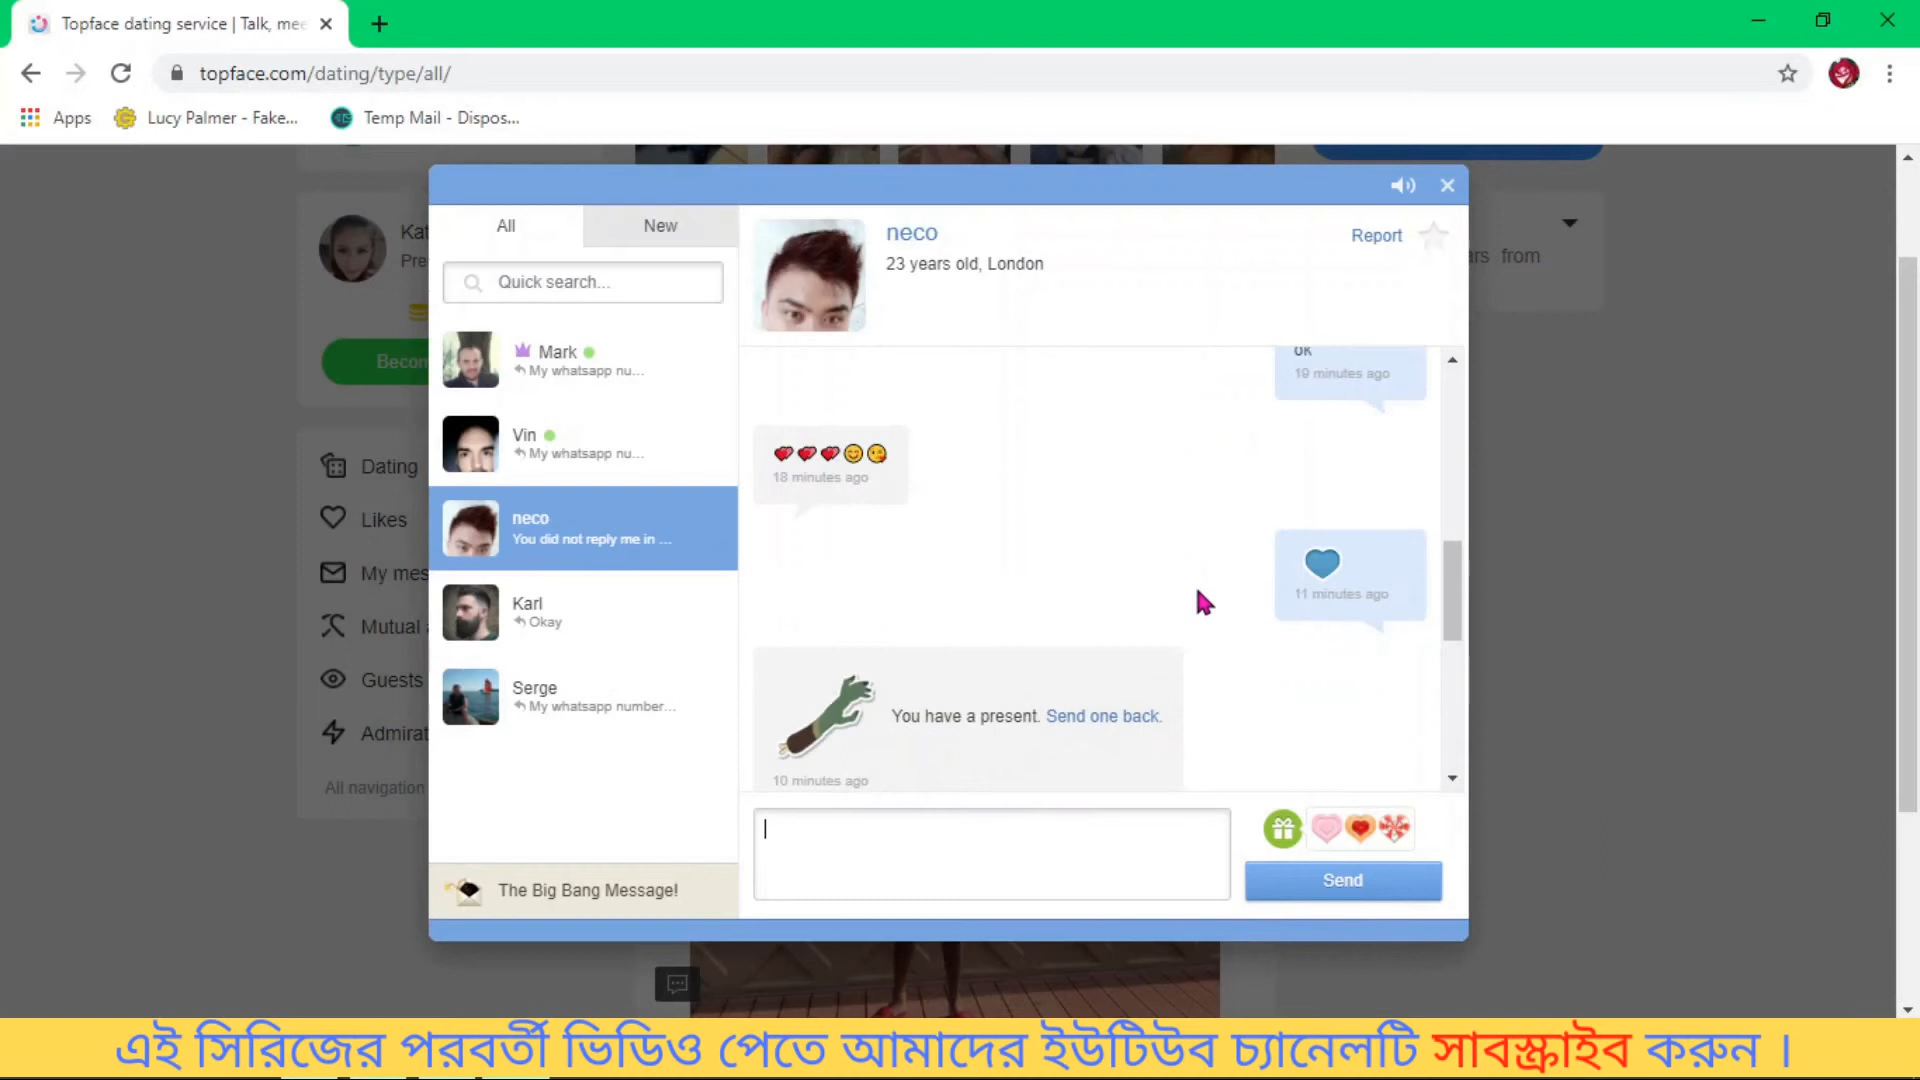 Topface dating service | Talk, mee
topface.com/dating/type/all/
Apps
Lucy Palmer - Fake...
Temp Mail - Dispos...
All
New
Quick search...
neco
23 years old, London
Report
Kat
Pre
Becom
ars from
Mark
My whatsapp nu...
Vin
My whatsapp nu...
neco
You did not reply me in ...
Karl
Okay
Serge
My whatsapp number...
The Big Bang Message!
Dating
Likes
My mes
Mutual a
Guests
Admirat
All navigation
ok
19 minutes ago
18 minutes ago
11 minutes ago
You have a present. Send one back.
10 minutes ago
Send
এই সিরিজের পরবর্তী ভিডিও পেতে আমাদের ইউটিউব চ্যানেলটি সাবস্ক্রাইব করুন ।